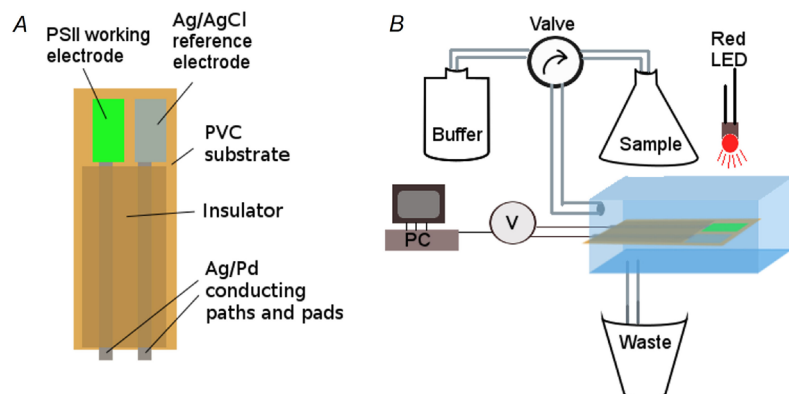 A
PSII working
electrode
Ag/AgCl
reference
electrode
PVC
substrate
Insulator
Ag/Pd
conducting
paths and pads
B
Valve
Red
LED
Buffer
Sample
PC
V
Waste